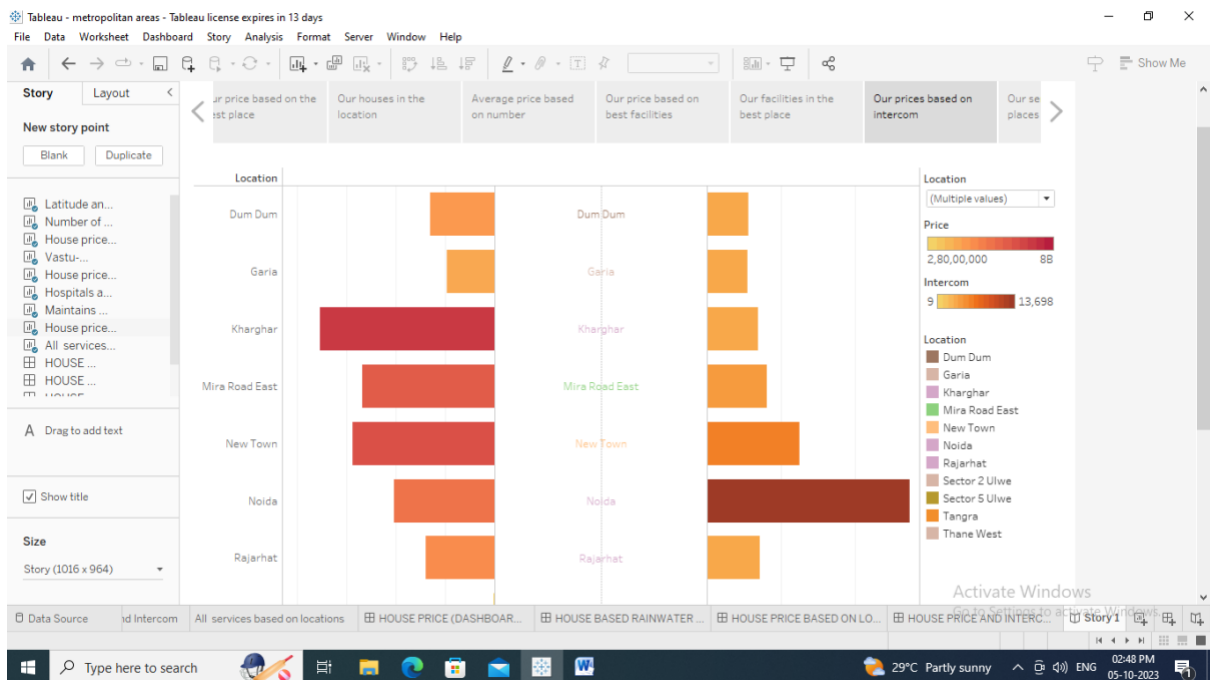 Tableau - metropolitan areas - Tableau license expires in 13 days
File Data Worksheet Dashboard Story Analysis Format Server Window Help
Show Me
Story Layout
New story point
Blank Duplicate
Latitude an...
Number of ...
House price...
Vastu-...
House price...
Hospitals a...
Maintains ...
House price...
All services...
HOUSE ...
HOUSE ...
A Drag to add text
Show title
Size
Story (1016 x 964)
ur price based on the
est place
Our houses in the
location
Average price based
on number
Our price based on
best facilities
Our facilities in the
best place
Our prices based on
intercom
Our se
places
Location
Dum Dum Dum Dum
Garia Garia
Kharghar Kharghar
Mira Road East Mira Road East
New Town New Town
Noida Noida
Rajarhat Rajarhat
Location
(Multiple values)
Price
2,80,00,000 8B
Intercom
9 13,698
Location
Dum Dum
Garia
Kharghar
Mira Road East
New Town
Noida
Rajarhat
Sector 2 Ulwe
Sector 5 Ulwe
Tangra
Thane West
Activate Windows
Go to Settings to activate Windows.
Data Source nd Intercom All services based on locations HOUSE PRICE (DASHBOAR... HOUSE BASED RAINWATER ... HOUSE PRICE BASED ON LO... HOUSE PRICE AND INTERC... Story 1
Type here to search 29°C Partly sunny ENG 02:48 PM
05-10-2023
1